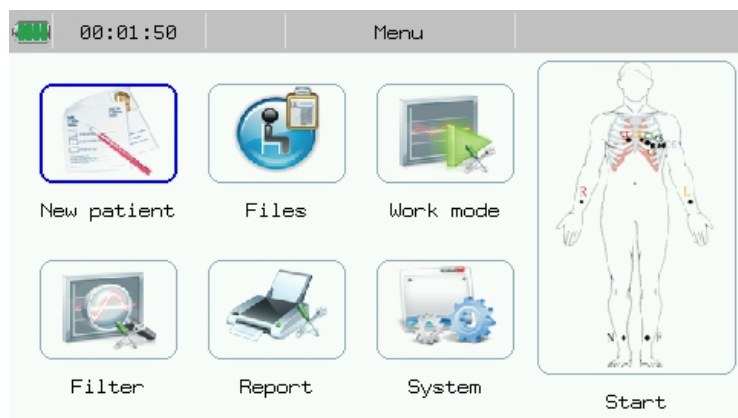 00:01:50
Menu
New patient
Files
Work mode
R
L
N
F
Filter
Report
System
Start